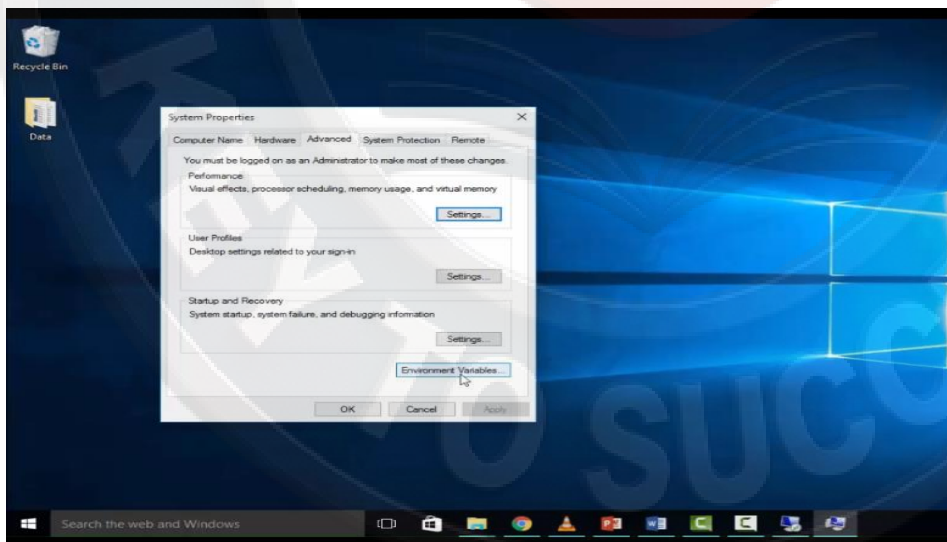 Recycle Bin
Data
System Properties
Computer Name Hardware Advanced System Protection Remote
You must be logged on as an Administrator to make most of these changes.
Performance
Visual effects, processor scheduling, memory usage, and virtual memory
Settings...
User Profiles
Desktop settings related to your sign-in
Settings...
Startup and Recovery
System startup, system failure, and debugging information
Settings...
Environment Variables...
OK Cancel Apply
KEY TO SUCC
Search the web and Windows